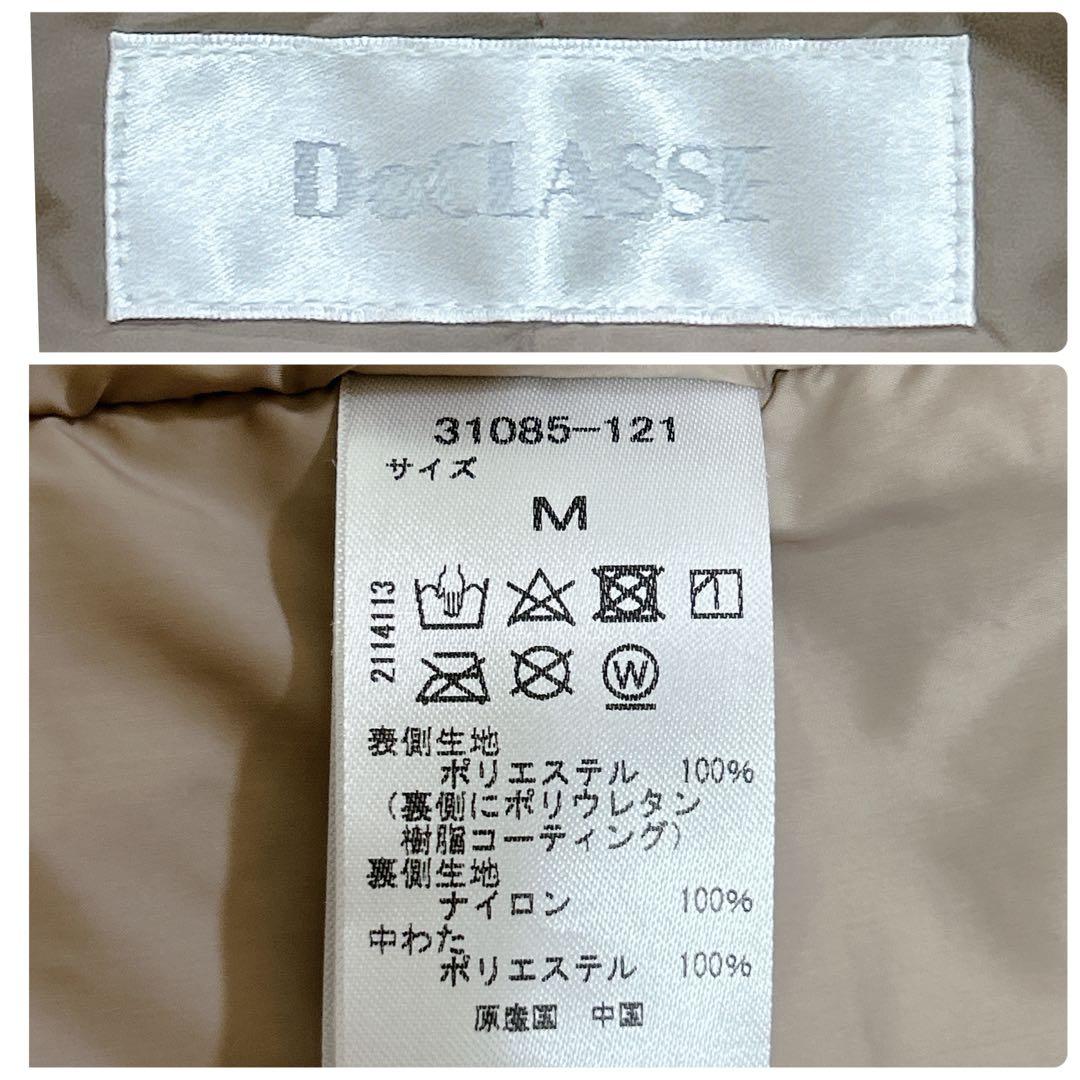 DoCLASSE
31085-121
サイズ
M
2114113
W
表側生地
ポリエステル 100%
(裏側にポリウレタン
樹脂コーティング)
裏側生地
ナイロン 100%
中わた
ポリエステル 100%
原産国 中国